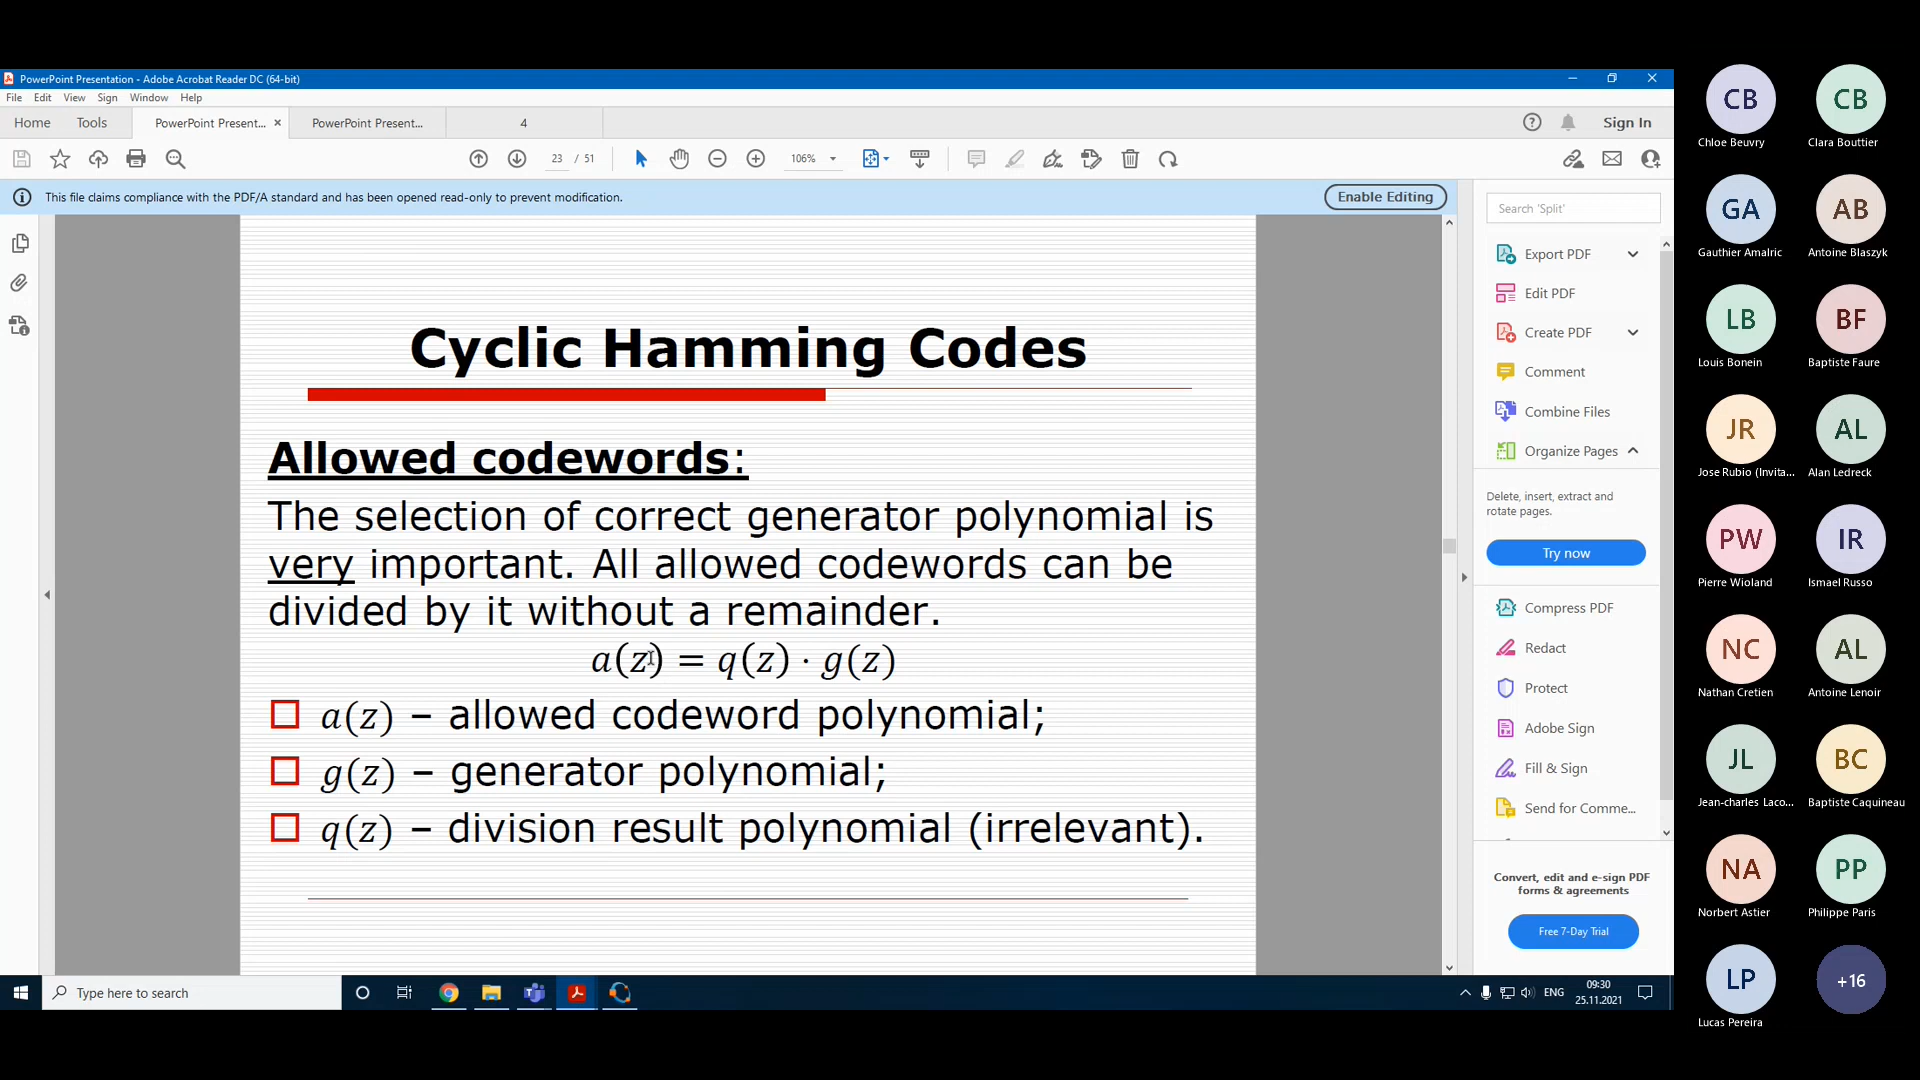 PowerPoint Presentation - Adobe Acrobat Reader DC (64-bit)
File Edit View Sign Window Help
Home Tools PowerPoint Present... × PowerPoint Present... 4 Sign In
23 / 51 106%
This file claims compliance with the PDF/A standard and has been opened read-only to prevent modification. Enable Editing
Cyclic Hamming Codes
Allowed codewords:
The selection of correct generator polynomial is
very important. All allowed codewords can be
divided by it without a remainder.
a(z) = q(z) · g(z)
a(z) – allowed codeword polynomial;
g(z) – generator polynomial;
q(z) – division result polynomial (irrelevant).
Search 'Split'
Export PDF
Edit PDF
Create PDF
Comment
Combine Files
Organize Pages
Delete, insert, extract and
rotate pages.
Try now
Compress PDF
Redact
Protect
Adobe Sign
Fill & Sign
Send for Comme...
Convert, edit and e-sign PDF
forms & agreements
Free 7-Day Trial
Type here to search
ENG
09:30
25.11.2021
CB CB
Chloe Beuvry Clara Bouttier
GA AB
Gauthier Amalric Antoine Blaszyk
LB BF
Louis Bonein Baptiste Faure
JR AL
Jose Rubio (Invita... Alan Ledreck
PW IR
Pierre Wioland Ismael Russo
NC AL
Nathan Cretien Antoine Lenoir
JL BC
Jean-charles Laco... Baptiste Caquineau
NA PP
Norbert Astier Philippe Paris
LP +16
Lucas Pereira